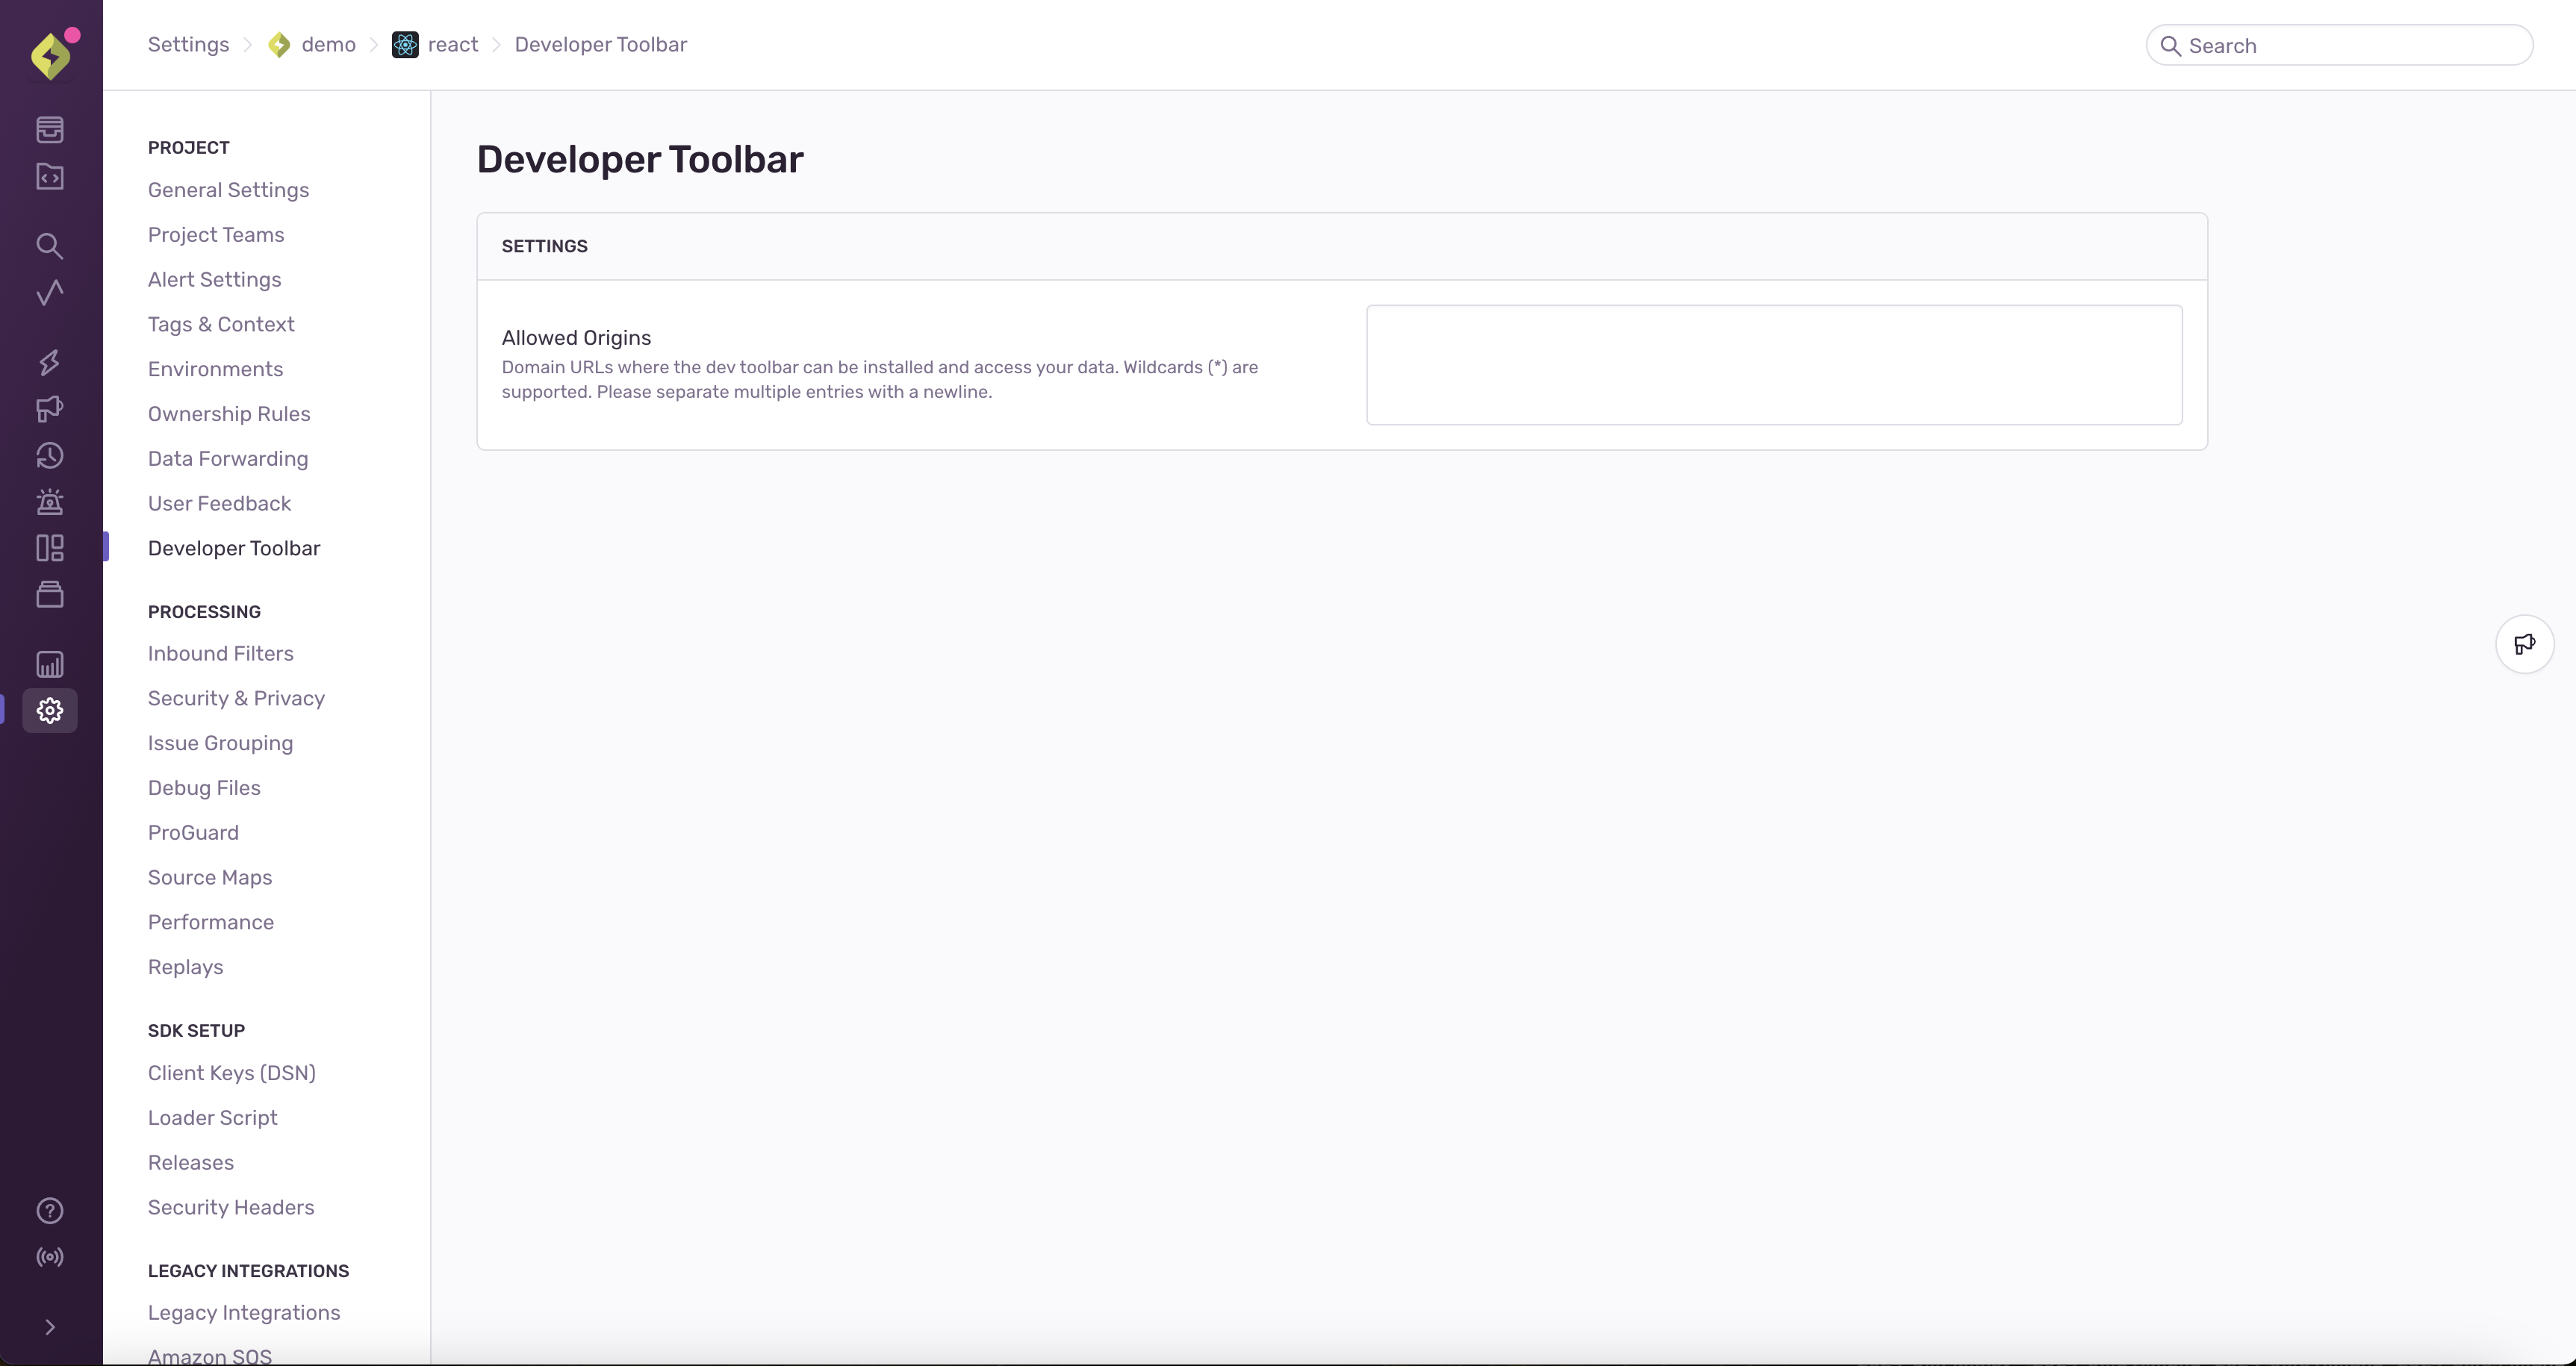 Settings demo react Developer Toolbar
Search
PROJECT
General Settings
Project Teams
Alert Settings
Tags & Context
Environments
Ownership Rules
Data Forwarding
User Feedback
Developer Toolbar
PROCESSING
Inbound Filters
Security & Privacy
Issue Grouping
Debug Files
ProGuard
Source Maps
Performance
Replays
SDK SETUP
Client Keys (DSN)
Loader Script
Releases
Security Headers
LEGACY INTEGRATIONS
Legacy Integrations
Amazon SQS
Developer Toolbar
SETTINGS
Allowed Origins
Domain URLs where the dev toolbar can be installed and access your data. Wildcards (*) are
supported. Please separate multiple entries with a newline.